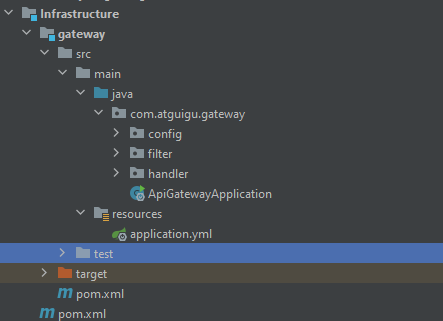 Infrastructure
gateway
src
main
java
com.atguigu.gateway
config
filter
handler
ApiGatewayApplication
resources
application.yml
test
target
m pom.xml
m pom.xml